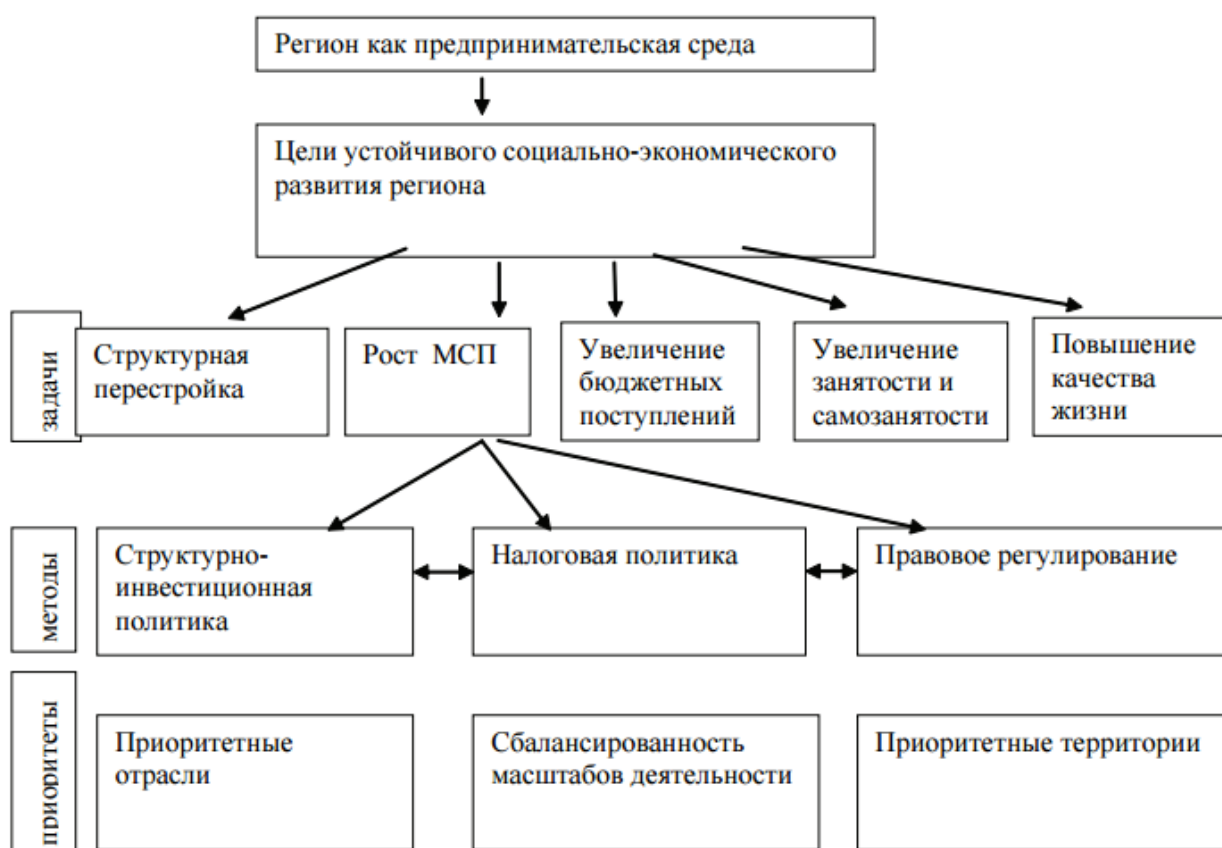 Регион как предпринимательская среда
Цели устойчивого социально-экономического
развития региона
задачи
Структурная
перестройка
Рост МСП
Увеличение
бюджетных
поступлений
Увеличение
занятости и
самозанятости
Повышение
качества
жизни
методы
Структурно-
инвестиционная
политика
Налоговая политика
Правовое регулирование
приоритеты
Приоритетные
отрасли
Сбалансированность
масштабов деятельности
Приоритетные территории